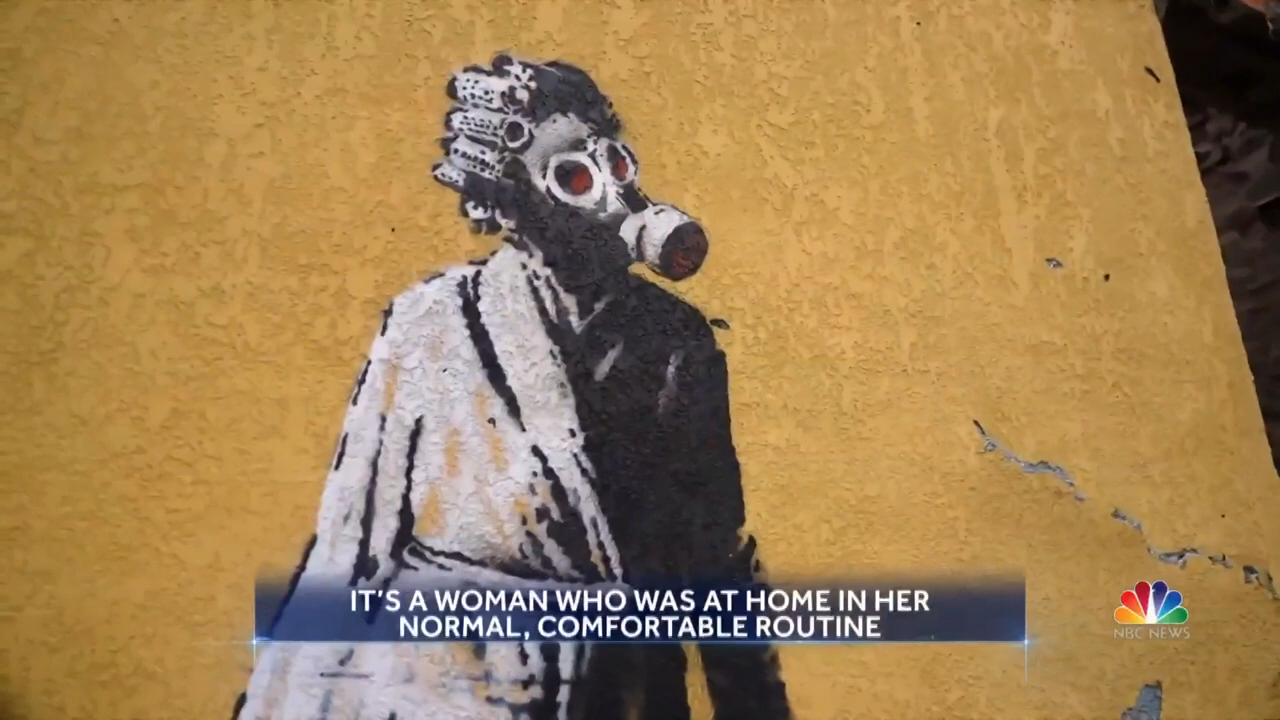 IT'S A WOMAN WHO WAS AT HOME IN HER
NORMAL, COMFORTABLE ROUTINE
NBC NEWS